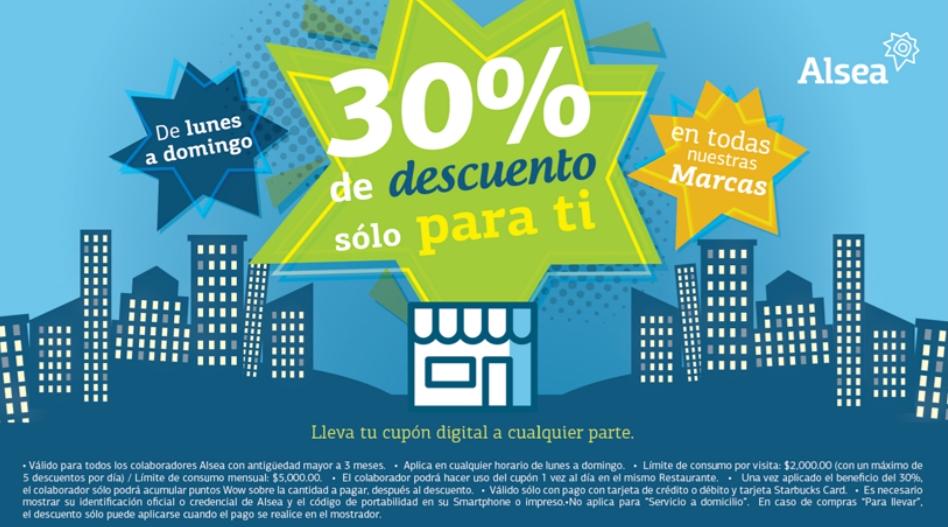 30%
de descuento
sólo para ti
De lunes
a domingo
en todas
nuestras
Marcas
Alsea
Lleva tu cupón digital a cualquier parte.
• Válido para todos los colaboradores Alsea con antigüedad mayor a 3 meses. • Aplica en cualquier horario de lunes a domingo. • Límite de consumo por visita: $2,000.00 (con un máximo de
5 descuentos por día) / Límite de consumo mensual: $5,000.00. • El colaborador podrá hacer uso del cupón 1 vez al día en el mismo Restaurante. • Una vez aplicado el beneficio del 30%,
el colaborador sólo podrá acumular puntos Wow sobre la cantidad a pagar, después al descuento. • Válido sólo con pago con tarjeta de crédito o débito y tarjeta Starbucks Card. • Es necesario
mostrar su identificación oficial o credencial de Alsea y el código de portabilidad en su Smartphone o impreso.•No aplica para "Servicio a domicilio". En caso de compras "Para llevar",
el descuento sólo puede aplicarse cuando el pago se realice en el mostrador.